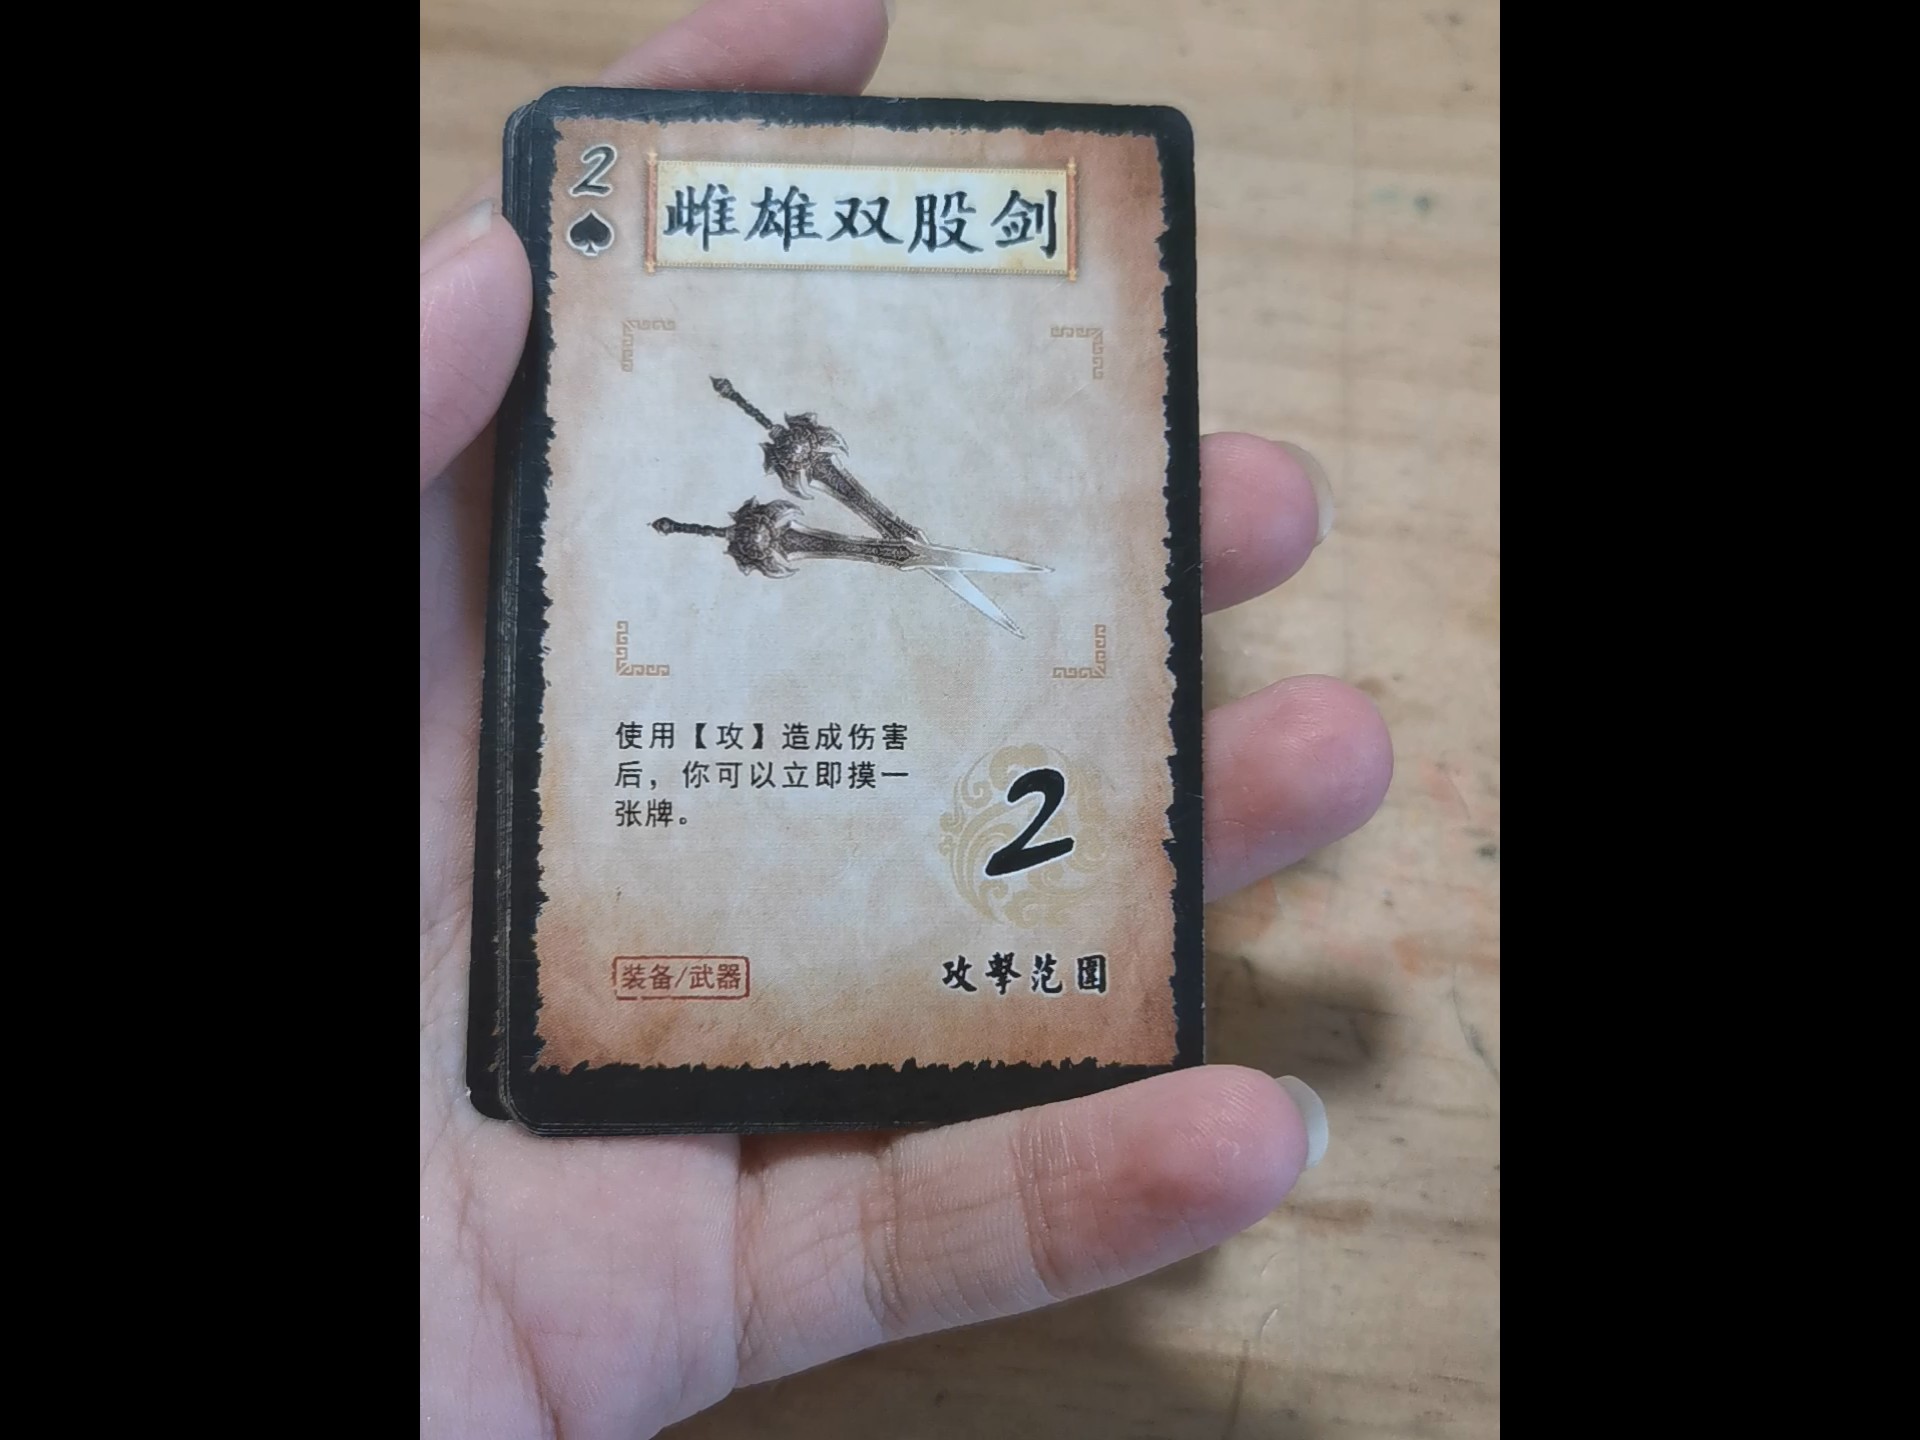 2
雌雄双股剑
使用【攻】造成伤害
后，你可以立即摸一
张牌。
2
装备/武器
攻擊范圍